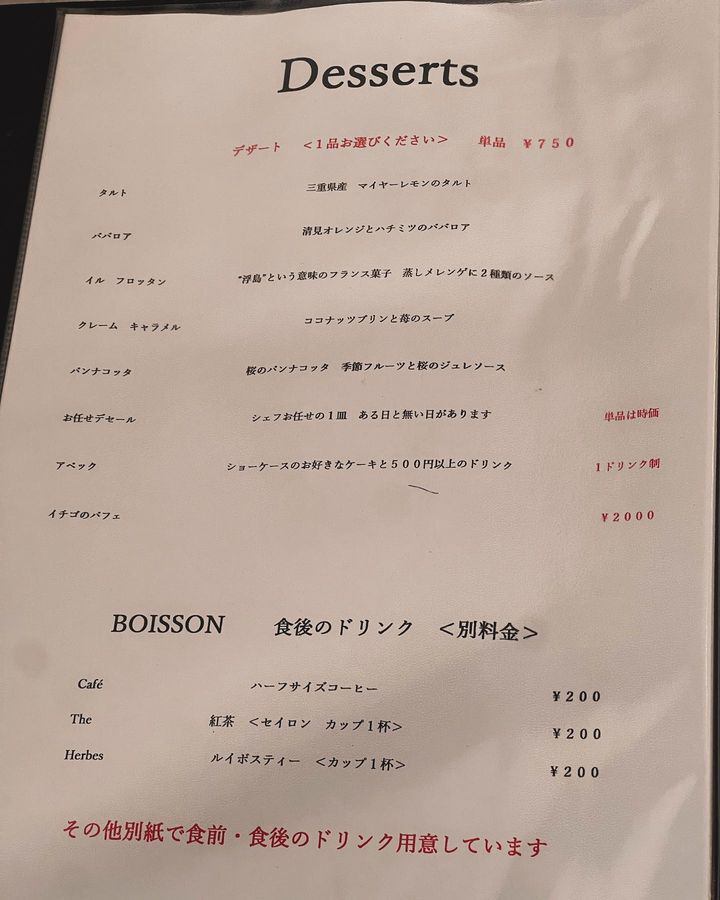 Desserts
デザート <１品お選びください> 単品 ￥７５０
タルト 三重県産 マイヤーレモンのタルト
ババロア 清見オレンジとハチミツのババロア
イル フロッタン “浮島”という意味のフランス菓子 蒸しメレンゲに２種類のソース
クレーム キャラメル ココナッツプリンと苺のスープ
パンナコッタ 桜のパンナコッタ 季節フルーツと桜のジュレソース
お任せデセール シェフお任せの１皿 ある日と無い日があります 単品は時価
アベック ショーケースのお好きなケーキと５００円以上のドリンク １ドリンク制
イチゴのパフェ ￥２０００
BOISSON 食後のドリンク <別料金>
Café ハーフサイズコーヒー ￥２００
The 紅茶 <セイロン カップ１杯> ￥２００
Herbes ルイボスティー <カップ１杯> ￥２００
その他別紙で食前・食後のドリンク用意しています